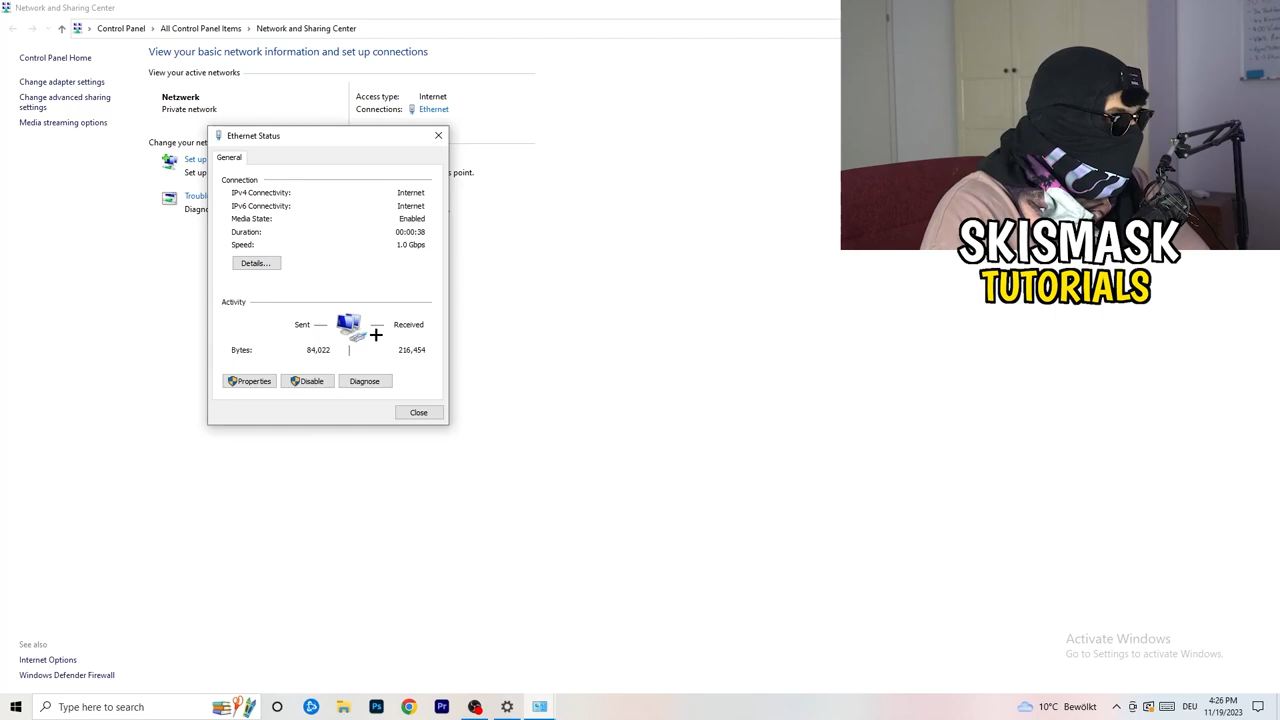 Network and Sharing Center
Control Panel > All Control Panel Items > Network and Sharing Center
Control Panel Home
Change adapter settings
Change advanced sharing
settings
Media streaming options
View your basic network information and set up connections
View your active networks
Netzwerk
Private network
Access type: Internet
Connections: Ethernet
Change your net
Set up
Set up
s point.
Troubl
Diagno
Ethernet Status
General
Connection
IPv4 Connectivity: Internet
IPv6 Connectivity: Internet
Media State: Enabled
Duration: 00:00:38
Speed: 1.0 Gbps
Details...
Activity
Sent Received
Bytes: 84,022 216,454
Properties Disable Diagnose
Close
SKISMASK
TUTORIALS
See also
Internet Options
Windows Defender Firewall
Activate Windows
Go to Settings to activate Windows.
Type here to search
10°C Bewölkt
DEU
4:26 PM
11/19/2023